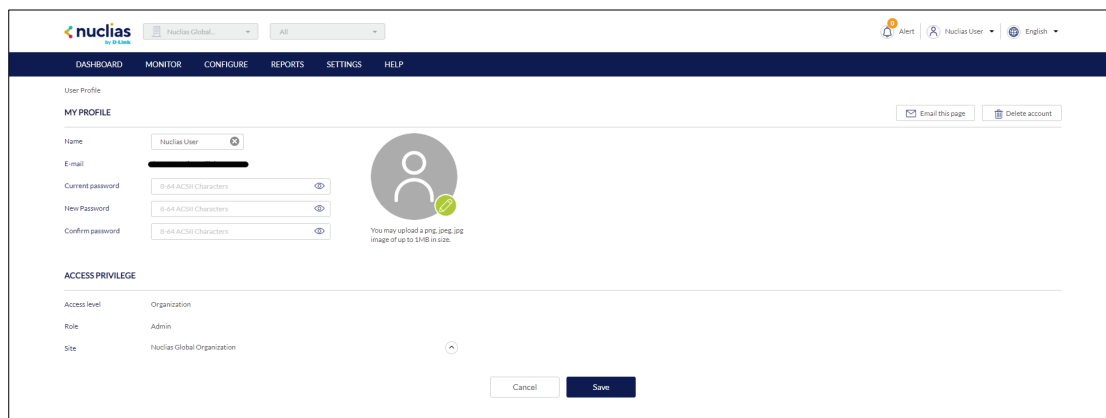 nuclias
by D-Link
Nuclias Global..
All
0
Alert
Nuclias User
English
DASHBOARD MONITOR CONFIGURE REPORTS SETTINGS HELP
User Profile
MY PROFILE
Email this page
Delete account
Name Nuclias User
E-mail
Current password 8-64 ACSII Characters
New Password 8-64 ACSII Characters
Confirm password 8-64 ACSII Characters
You may upload a png, jpeg, jpg
image of up to 1MB in size.
ACCESS PRIVILEGE
Access level Organization
Role Admin
Site Nuclias Global Organization
Cancel Save